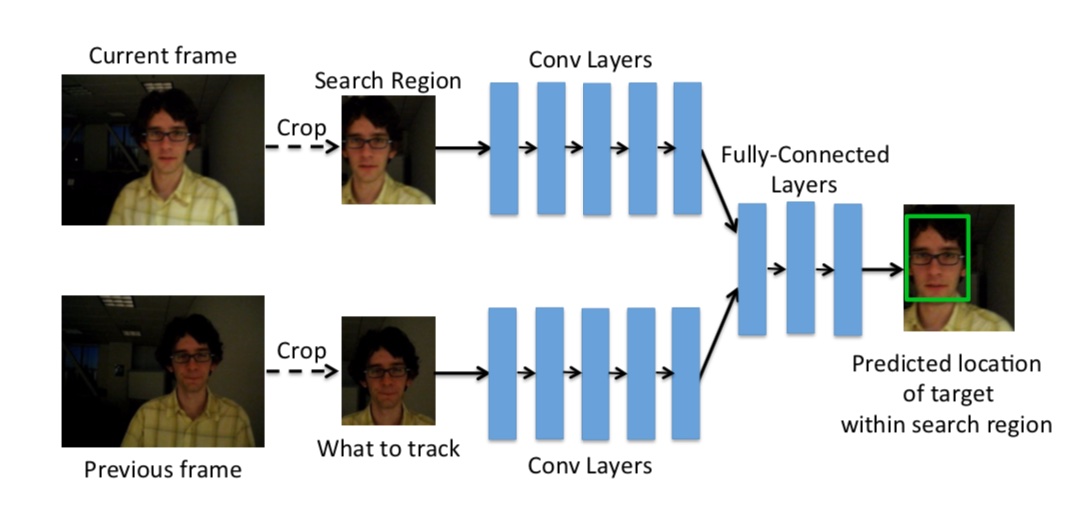 Current frame
Crop
Search Region
Conv Layers
Fully-Connected
Layers
Previous frame
Crop
What to track
Conv Layers
Predicted location
of target
within search region